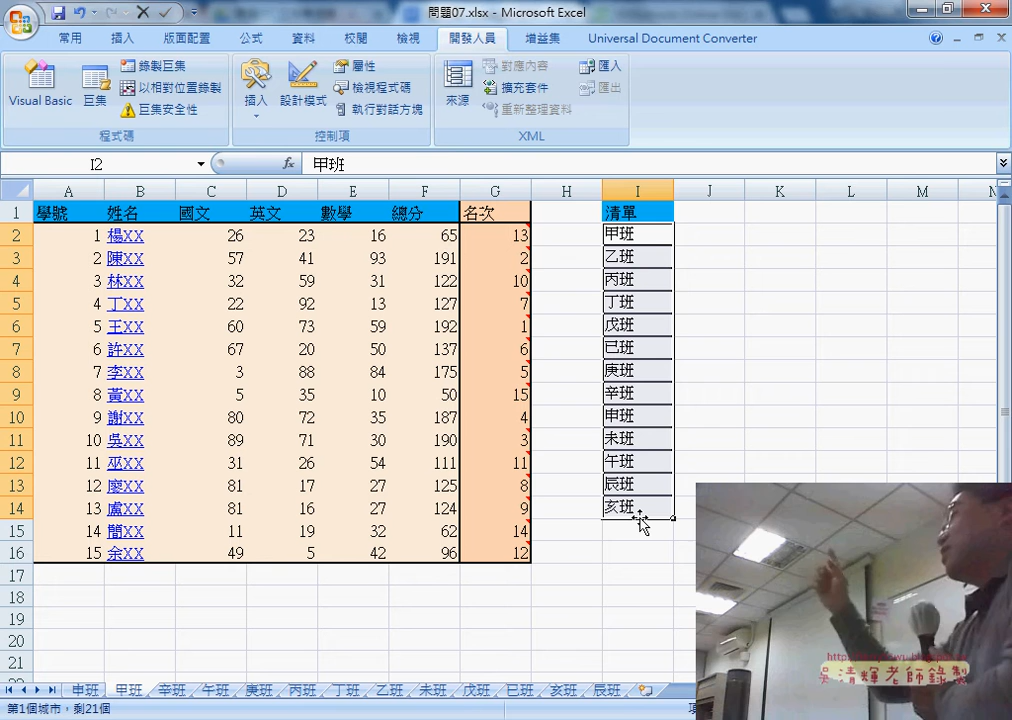 問題07.xlsx - Microsoft Excel
常用 插入 版面配置 公式 資料 校閱 檢視 開發人員 增益集 Universal Document Converter
Visual Basic
巨集
錄製巨集
以相對位置錄製
巨集安全性
程式碼
插入
設計模式
屬性
檢視程式碼
執行對話方塊
控制項
來源
對應內容
擴充套件
重新整理資料
匯入
匯出
XML
I2 fx 甲班
A B C D E F G H I J K L M N
1 學號 姓名 國文 英文 數學 總分 名次 清單
2 1 楊XX 26 23 16 65 13 甲班
3 2 陳XX 57 41 93 191 2 乙班
4 3 林XX 32 59 31 122 10 丙班
5 4 丁XX 22 92 13 127 7 丁班
6 5 王XX 60 73 59 192 1 戊班
7 6 許XX 67 20 50 137 6 已班
8 7 李XX 3 88 84 175 5 庚班
9 8 黃XX 5 35 10 50 15 辛班
10 9 謝XX 80 72 35 187 4 申班
11 10 吳XX 89 71 30 190 3 未班
12 11 巫XX 31 26 54 111 11 午班
13 12 廖XX 81 17 27 125 8 辰班
14 13 盧XX 81 16 27 124 9 亥班
15 14 簡XX 11 19 32 62 14
16 15 余XX 49 5 42 96 12
17
18
19
20
21
申班 甲班 辛班 午班 庚班 丙班 丁班 乙班 未班 戊班 已班 亥班 辰班
第1個城市，剩21個
吳清輝老師錄製